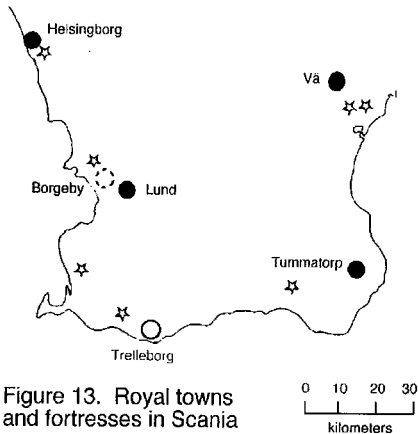 Helsingborg
Vä
Borgeby
Lund
Tummatorp
Trelleborg
Figure 13. Royal towns
and fortresses in Scania
0 10 20 30
kilometers